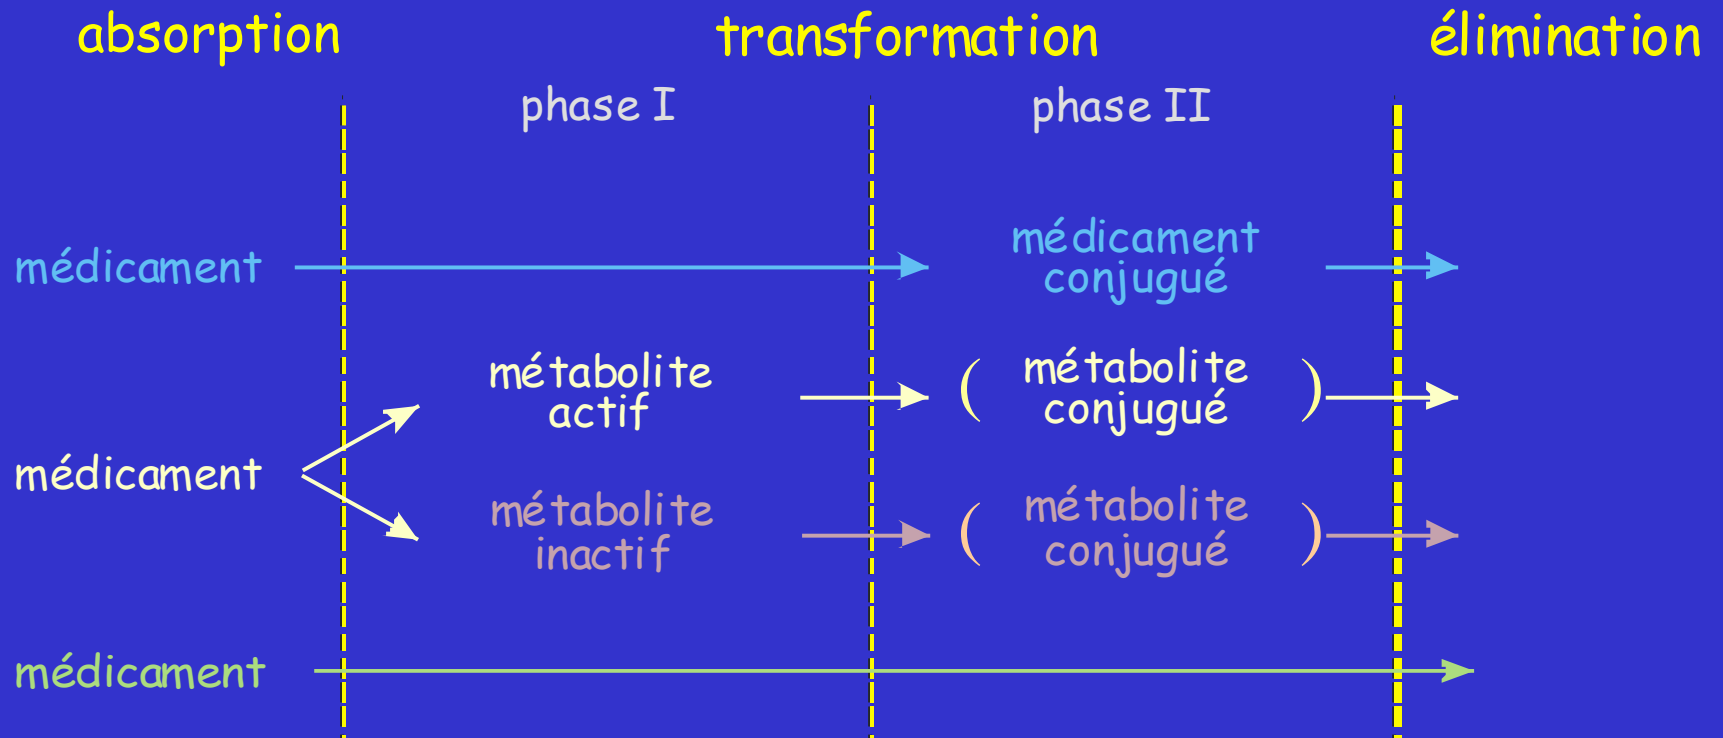 absorption
transformation
élimination
phase I
phase II
médicament
médicament
conjugué
métabolite
actif
( métabolite
conjugué )
médicament
métabolite
inactif
( métabolite
conjugué )
médicament